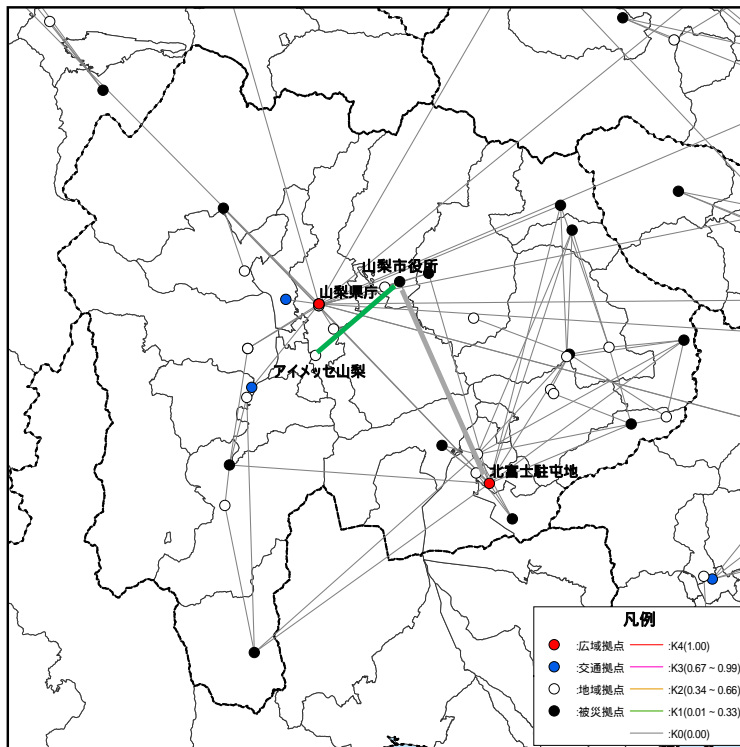 山梨市役所
山梨県庁
アイメッセ山梨
北富士駐屯地
凡例
:広域拠点
:K4(1.00)
:交通拠点
:K3(0.67~0.99)
:地域拠点
:K2(0.34~0.66)
:被災拠点
:K1(0.01~0.33)
:K0(0.00)